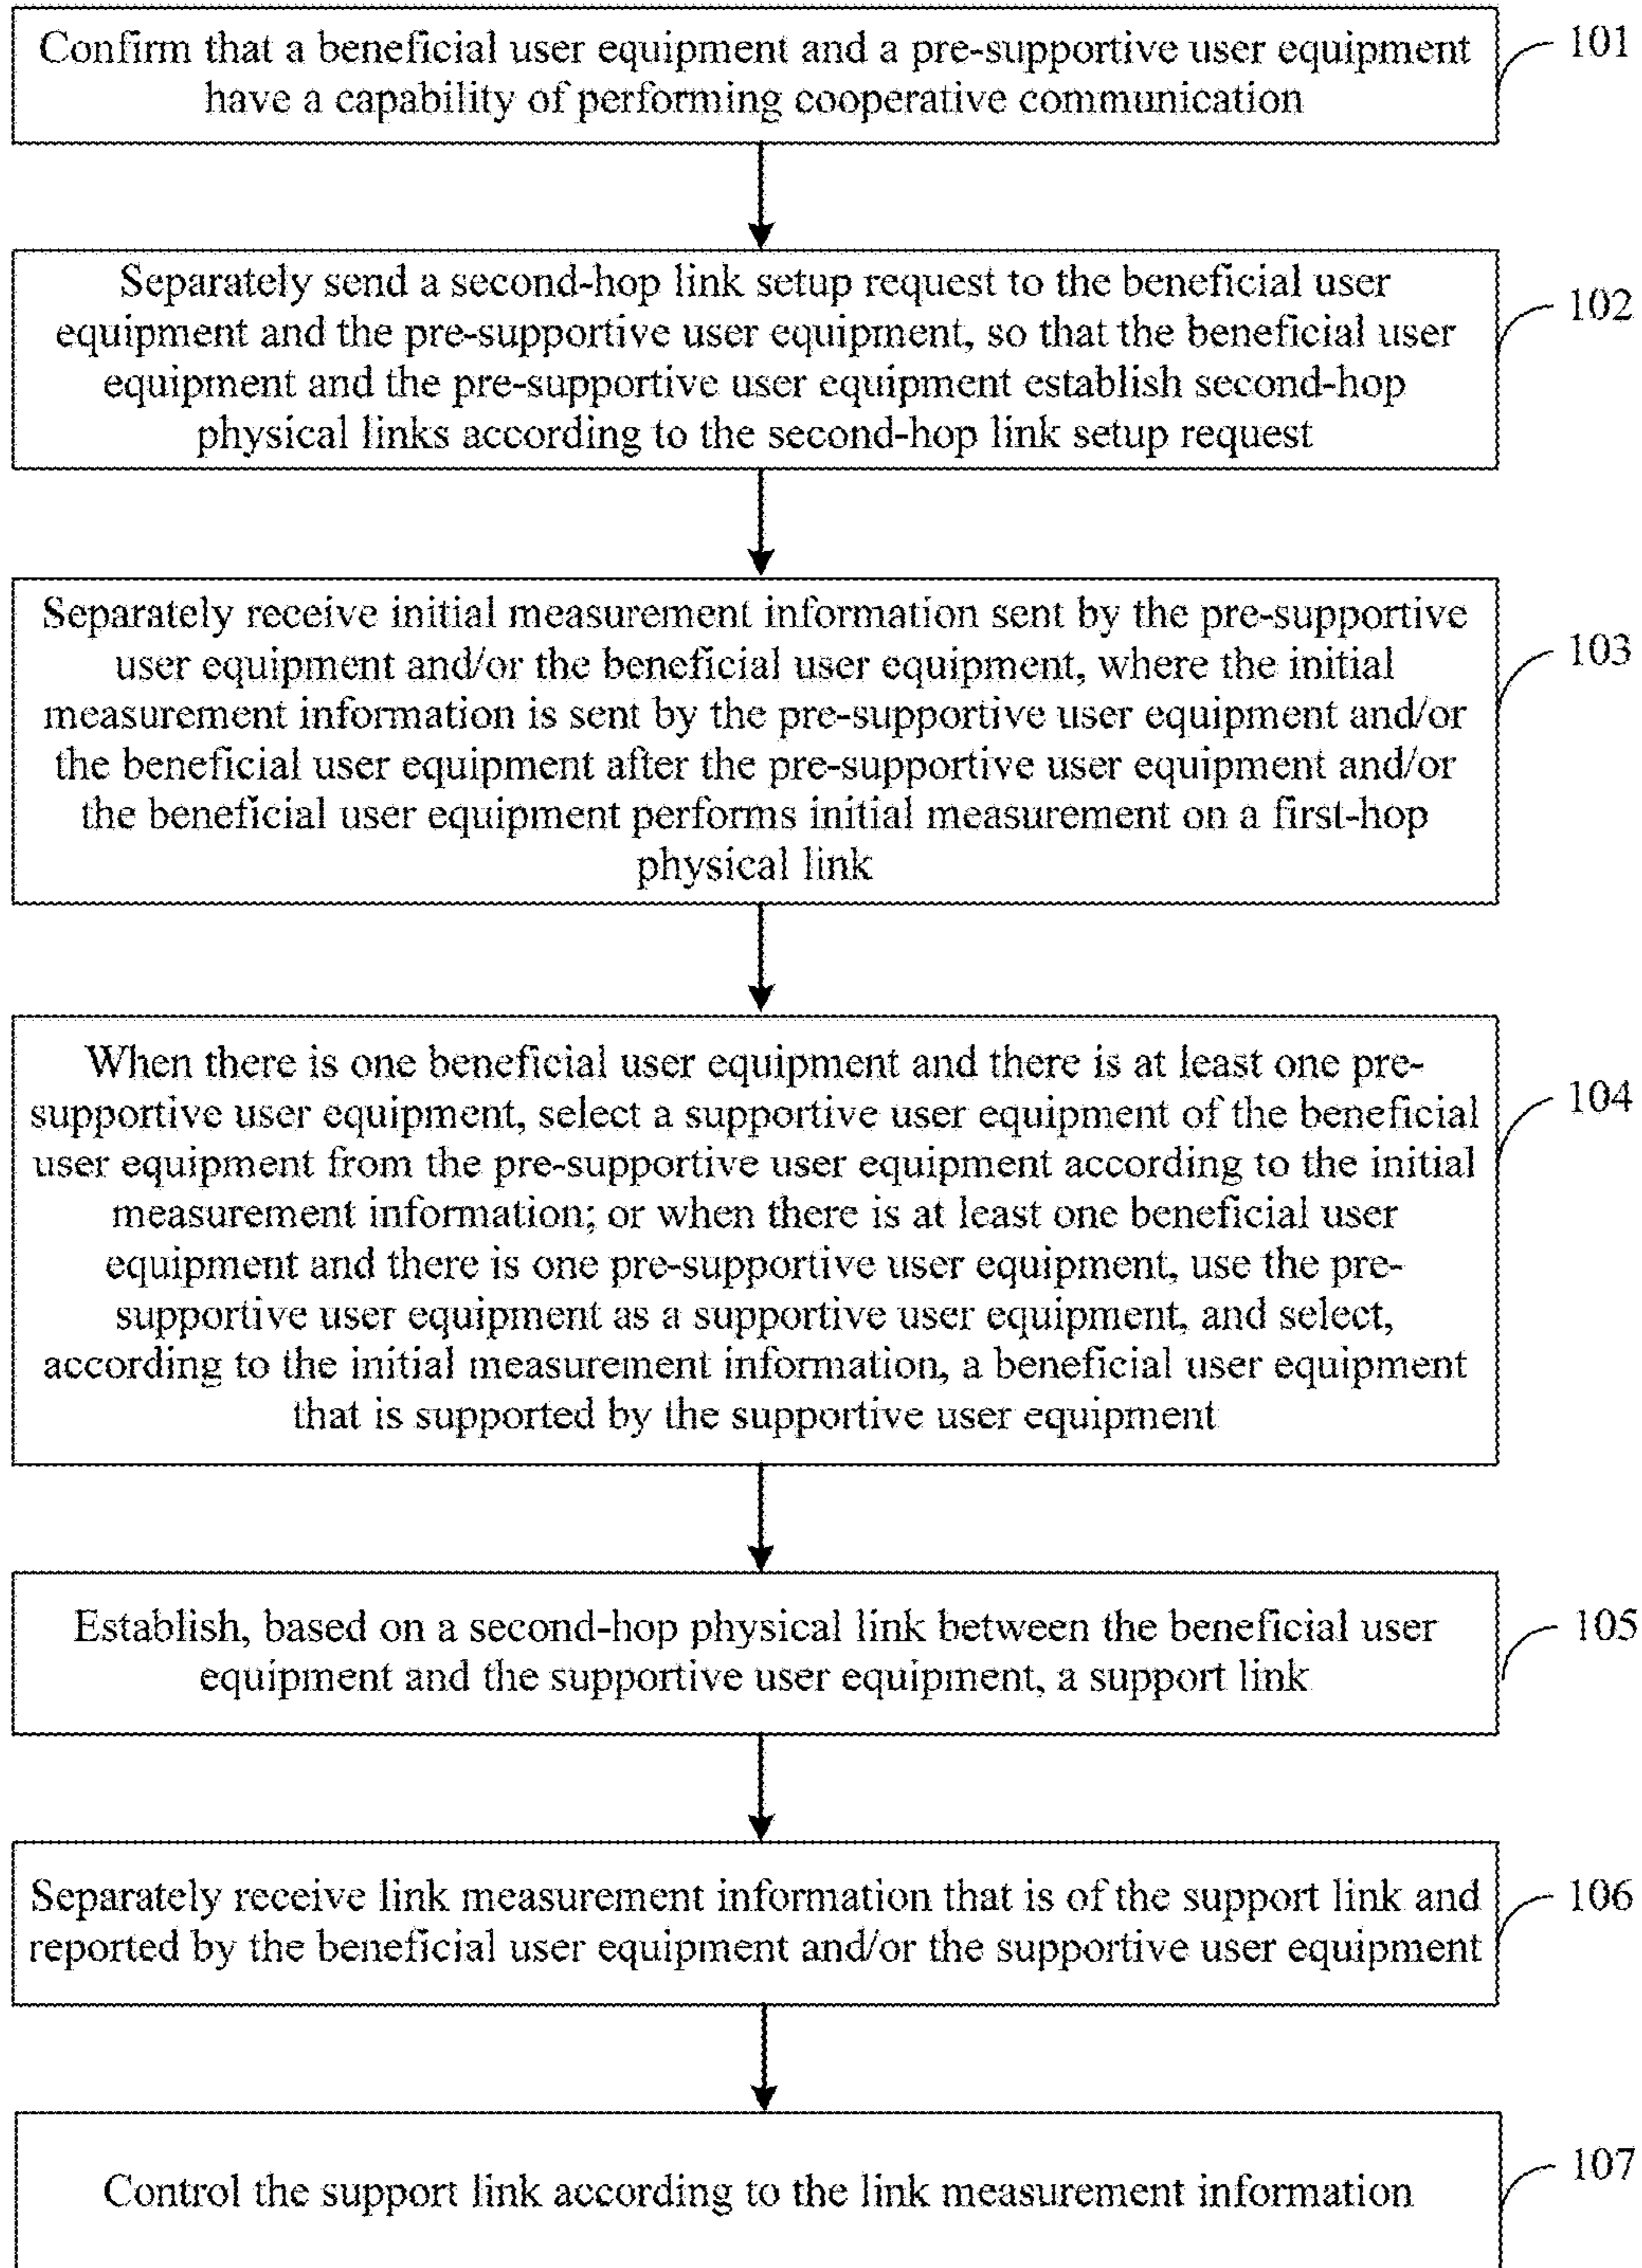 Confirm that a beneficial user equipment and a pre-supportive user equipment
have a capability of performing cooperative communication
101
Separately send a second-hop link setup request to the beneficial user
equipment and the pre-supportive user equipment, so that the beneficial user
equipment and the pre-supportive user equipment establish second-hop
physical links according to the second-hop link setup request
102
Separately receive initial measurement information sent by the pre-supportive
user equipment and/or the beneficial user equipment, where the initial
measurement information is sent by the pre-supportive user equipment and/or
the beneficial user equipment after the pre-supportive user equipment and/or
the beneficial user equipment performs initial measurement on a first-hop
physical link
103
When there is one beneficial user equipment and there is at least one pre-
supportive user equipment, select a supportive user equipment of the beneficial
user equipment from the pre-supportive user equipment according to the initial
measurement information; or when there is at least one beneficial user
equipment and there is one pre-supportive user equipment, use the pre-
supportive user equipment as a supportive user equipment, and select,
according to the initial measurement information, a beneficial user equipment
that is supported by the supportive user equipment
104
Establish, based on a second-hop physical link between the beneficial user
equipment and the supportive user equipment, a support link
105
Separately receive link measurement information that is of the support link and
reported by the beneficial user equipment and/or the supportive user equipment
106
Control the support link according to the link measurement information
107